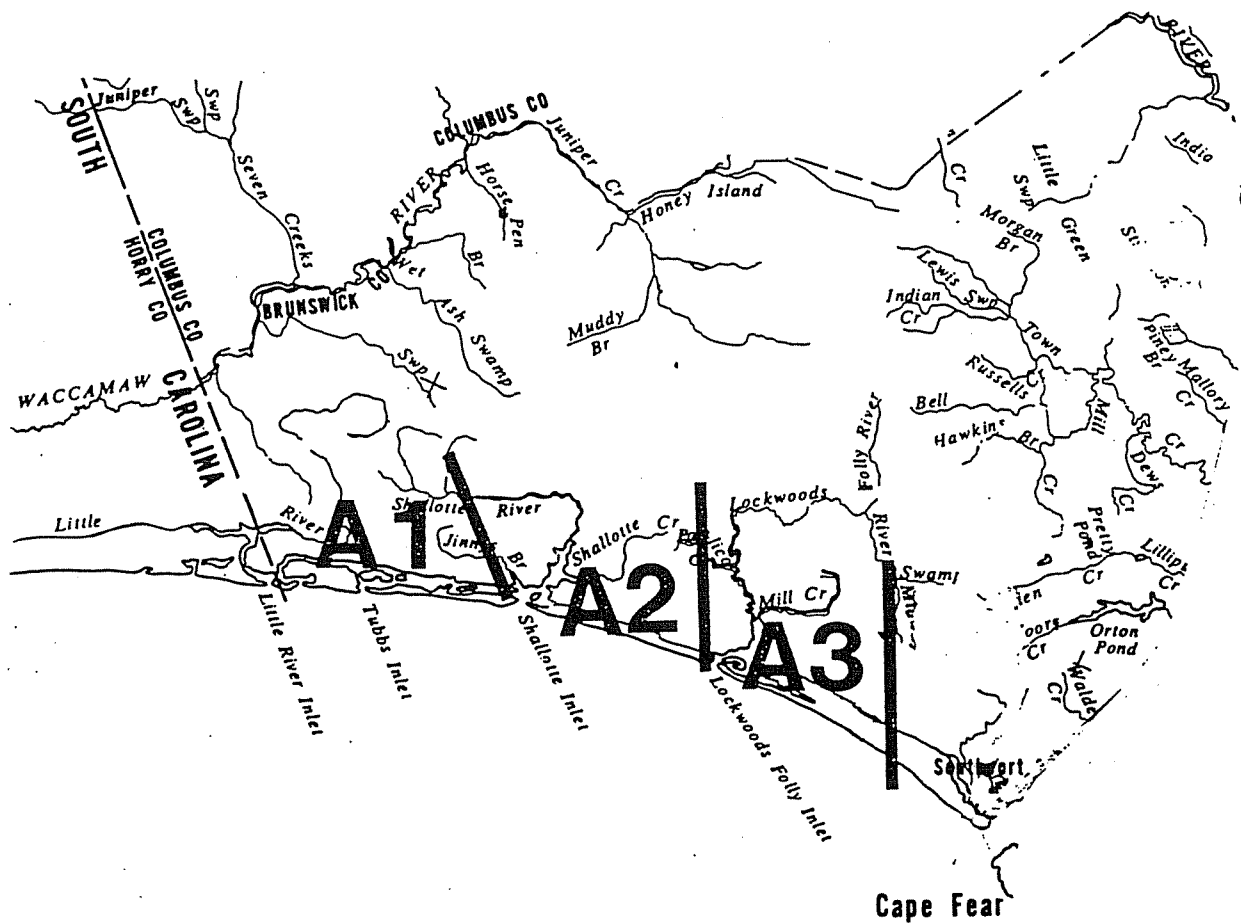 RIVER
Juniper
Swp
Swp
SOUTH
COLUMBUS CO
Juniper
Cr
Seven
Creeks
RIVER
Horse
Pen
Honey Island
Cr
Little
Swp
Morgan
Br
Green
COLUMBUS CO
HORRY CO
BRUNSWICK
CO
Wet
Ash
Swamp
Br
Swp
Muddy
Br
Lewis Swp
Indian
Cr
Town
Russells
Piney
Br
Mallory
Cr
Bell
Hawkins
Br
Mill
Cr
Dews
Cr
Cr
WACCAMAW
CAROLINA
Folly River
Little
River
A1
Shallotte River
Br
Shallotte Cr
A2
Lockwoods
River
Swamp
Mill Cr
A3
Pretty
Pond
Cr
Cr
Cr
Orton
Pond
Cr
Little River Inlet
Tubbs Inlet
Shallotte Inlet
Lockwoods Folly Inlet
Cape Fear